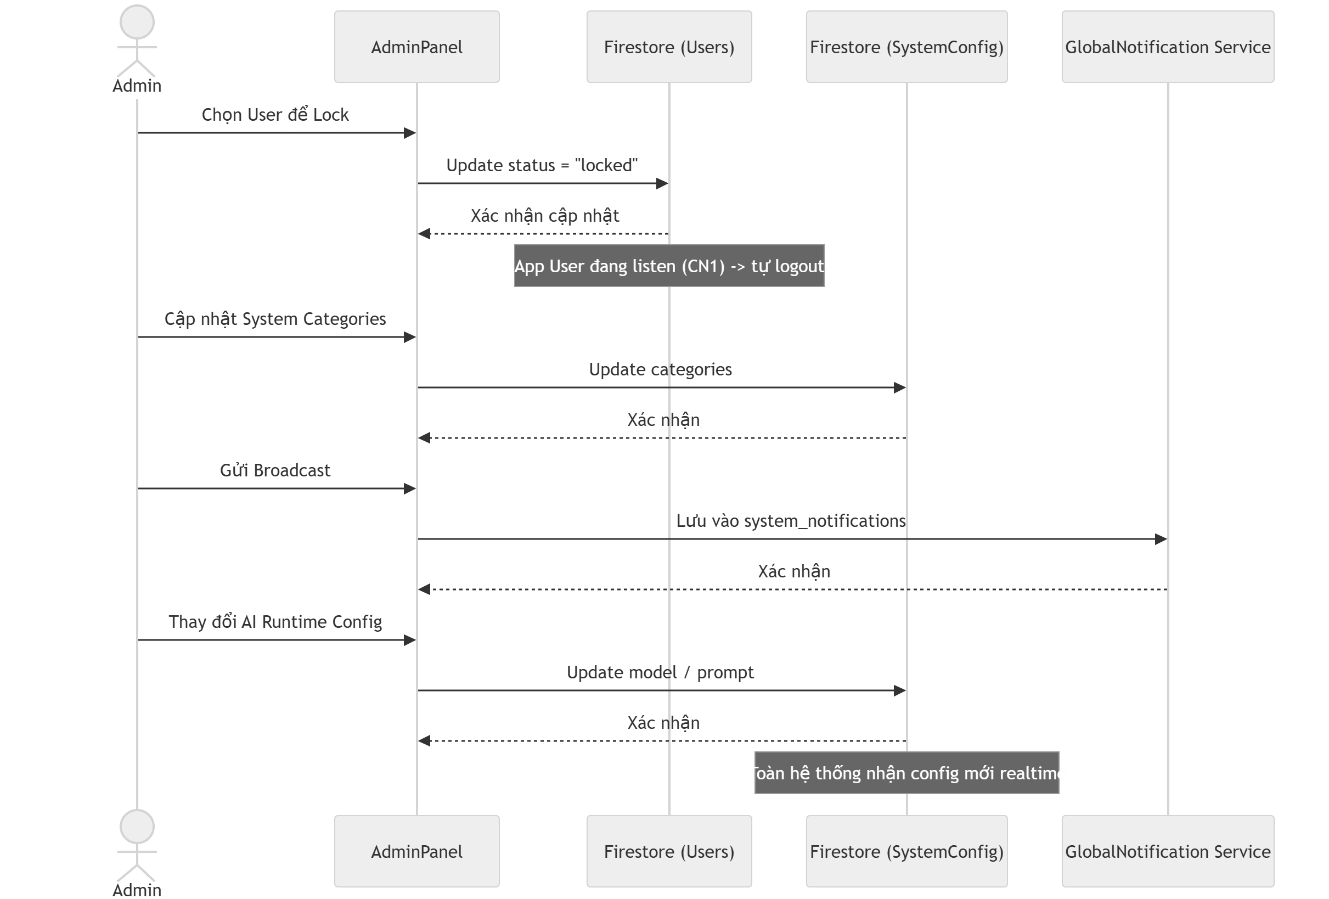 AdminPanel
Firestore (Users)
Firestore (SystemConfig)
GlobalNotification Service
Admin
Chọn User để Lock
Update status = "locked"
Xác nhận cập nhật
App User đang listen (CN1) -> tự logout
Cập nhật System Categories
Update categories
Xác nhận
Gửi Broadcast
Lưu vào system_notifications
Xác nhận
Thay đổi AI Runtime Config
Update model / prompt
Xác nhận
Toàn hệ thống nhận config mới realtime
AdminPanel
Firestore (Users)
Firestore (SystemConfig)
GlobalNotification Service
Admin